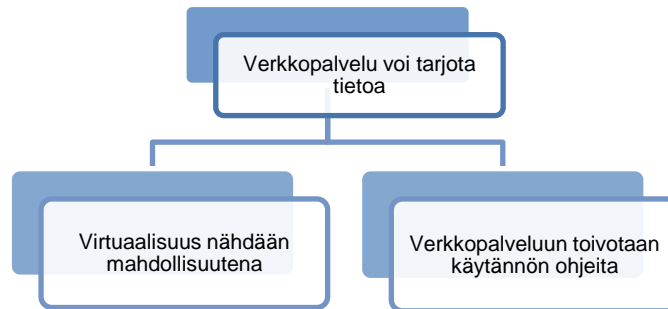 Verkkopalvelu voi tarjota
tietoa
Virtuaalisuus nähdään
mahdollisuutena
Verkkopalveluun toivotaan
käytännön ohjeita